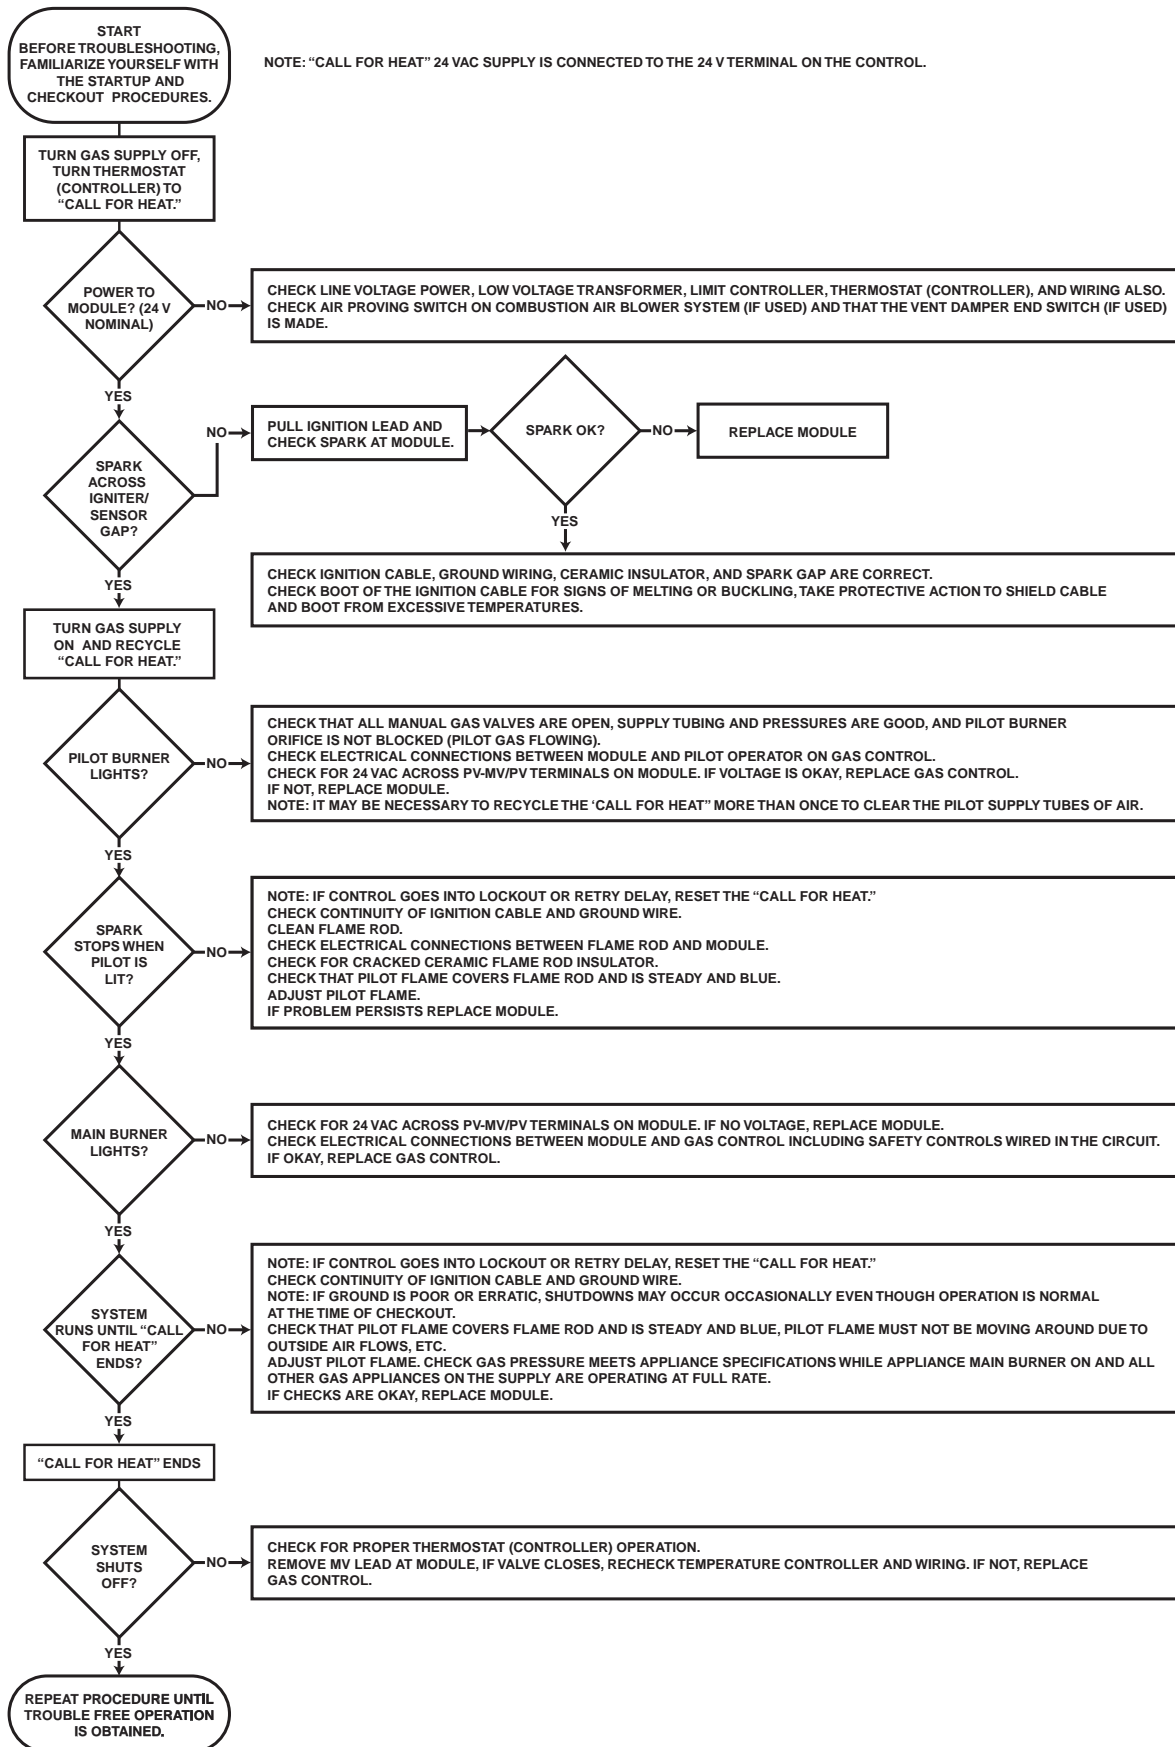 START
BEFORE TROUBLESHOOTING,
FAMILIARIZE YOURSELF WITH
THE STARTUP AND
CHECKOUT PROCEDURES.
NOTE: “CALL FOR HEAT” 24 VAC SUPPLY IS CONNECTED TO THE 24 V TERMINAL ON THE CONTROL.
TURN GAS SUPPLY OFF,
TURN THERMOSTAT
(CONTROLLER) TO
“CALL FOR HEAT.”
POWER TO
MODULE? (24 V
NOMINAL)
NO
CHECK LINE VOLTAGE POWER, LOW VOLTAGE TRANSFORMER, LIMIT CONTROLLER, THERMOSTAT (CONTROLLER), AND WIRING ALSO.
CHECK AIR PROVING SWITCH ON COMBUSTION AIR BLOWER SYSTEM (IF USED) AND THAT THE VENT DAMPER END SWITCH (IF USED)
IS MADE.
YES
SPARK
ACROSS
IGNITER/
SENSOR
GAP?
NO
PULL IGNITION LEAD AND
CHECK SPARK AT MODULE.
SPARK OK?
NO
REPLACE MODULE
YES
CHECK IGNITION CABLE, GROUND WIRING, CERAMIC INSULATOR, AND SPARK GAP ARE CORRECT.
CHECK BOOT OF THE IGNITION CABLE FOR SIGNS OF MELTING OR BUCKLING, TAKE PROTECTIVE ACTION TO SHIELD CABLE
AND BOOT FROM EXCESSIVE TEMPERATURES.
YES
TURN GAS SUPPLY
ON AND RECYCLE
“CALL FOR HEAT.”
PILOT BURNER
LIGHTS?
NO
CHECK THAT ALL MANUAL GAS VALVES ARE OPEN, SUPPLY TUBING AND PRESSURES ARE GOOD, AND PILOT BURNER
ORIFICE IS NOT BLOCKED (PILOT GAS FLOWING).
CHECK ELECTRICAL CONNECTIONS BETWEEN MODULE AND PILOT OPERATOR ON GAS CONTROL.
CHECK FOR 24 VAC ACROSS PV-MV/PV TERMINALS ON MODULE. IF VOLTAGE IS OKAY, REPLACE GAS CONTROL.
IF NOT, REPLACE MODULE.
NOTE: IT MAY BE NECESSARY TO RECYCLE THE ‘CALL FOR HEAT” MORE THAN ONCE TO CLEAR THE PILOT SUPPLY TUBES OF AIR.
YES
SPARK
STOPS WHEN
PILOT IS
LIT?
NO
NOTE: IF CONTROL GOES INTO LOCKOUT OR RETRY DELAY, RESET THE “CALL FOR HEAT.”
CHECK CONTINUITY OF IGNITION CABLE AND GROUND WIRE.
CLEAN FLAME ROD.
CHECK ELECTRICAL CONNECTIONS BETWEEN FLAME ROD AND MODULE.
CHECK FOR CRACKED CERAMIC FLAME ROD INSULATOR.
CHECK THAT PILOT FLAME COVERS FLAME ROD AND IS STEADY AND BLUE.
ADJUST PILOT FLAME.
IF PROBLEM PERSISTS REPLACE MODULE.
YES
MAIN BURNER
LIGHTS?
NO
CHECK FOR 24 VAC ACROSS PV-MV/PV TERMINALS ON MODULE. IF NO VOLTAGE, REPLACE MODULE.
CHECK ELECTRICAL CONNECTIONS BETWEEN MODULE AND GAS CONTROL INCLUDING SAFETY CONTROLS WIRED IN THE CIRCUIT.
IF OKAY, REPLACE GAS CONTROL.
YES
SYSTEM
RUNS UNTIL “CALL
FOR HEAT”
ENDS?
NO
NOTE: IF CONTROL GOES INTO LOCKOUT OR RETRY DELAY, RESET THE “CALL FOR HEAT.”
CHECK CONTINUITY OF IGNITION CABLE AND GROUND WIRE.
NOTE: IF GROUND IS POOR OR ERRATIC, SHUTDOWNS MAY OCCUR OCCASIONALLY EVEN THOUGH OPERATION IS NORMAL
AT THE TIME OF CHECKOUT.
CHECK THAT PILOT FLAME COVERS FLAME ROD AND IS STEADY AND BLUE, PILOT FLAME MUST NOT BE MOVING AROUND DUE TO
OUTSIDE AIR FLOWS, ETC.
ADJUST PILOT FLAME. CHECK GAS PRESSURE MEETS APPLIANCE SPECIFICATIONS WHILE APPLIANCE MAIN BURNER ON AND ALL
OTHER GAS APPLIANCES ON THE SUPPLY ARE OPERATING AT FULL RATE.
IF CHECKS ARE OKAY, REPLACE MODULE.
YES
“CALL FOR HEAT” ENDS
SYSTEM
SHUTS
OFF?
NO
CHECK FOR PROPER THERMOSTAT (CONTROLLER) OPERATION.
REMOVE MV LEAD AT MODULE, IF VALVE CLOSES, RECHECK TEMPERATURE CONTROLLER AND WIRING. IF NOT, REPLACE
GAS CONTROL.
YES
REPEAT PROCEDURE UNTIL
TROUBLE FREE OPERATION
IS OBTAINED.